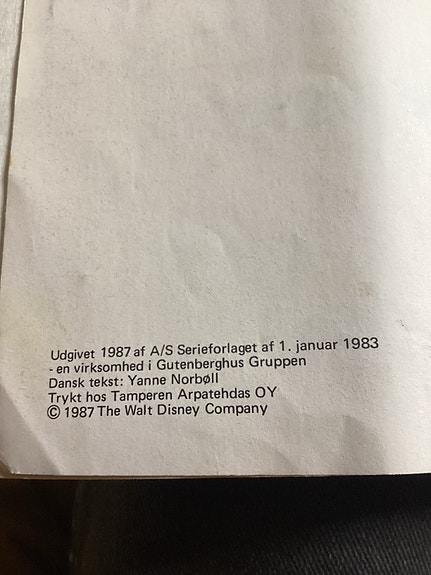 Udgivet 1987 af A/S Serieforlaget af 1. januar 1983
- en virksomhed i Gutenberghus Gruppen
Dansk tekst: Yanne Norbøll
Trykt hos Tamperen Arpatehdas OY
© 1987 The Walt Disney Company